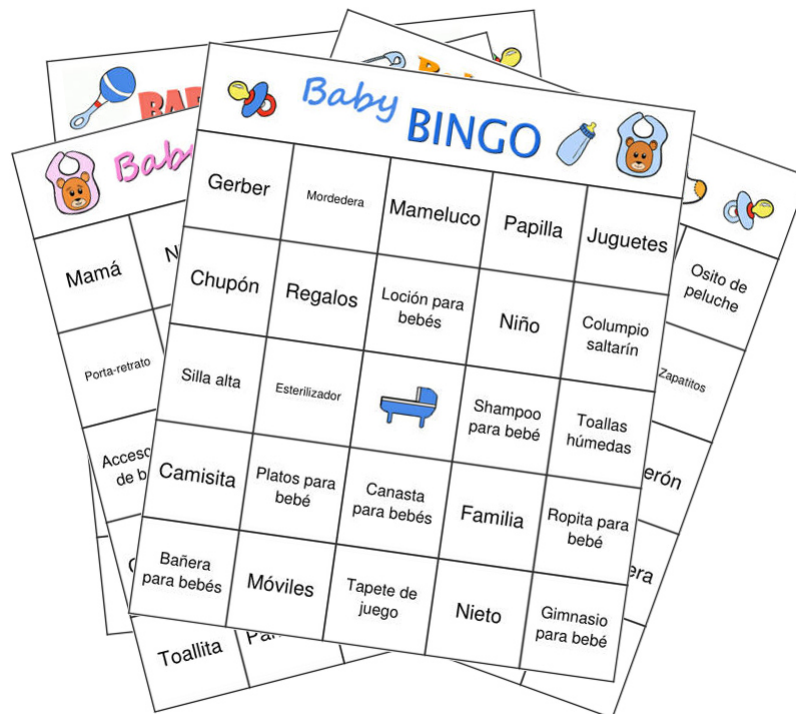 Baby BINGO
Gerber
Mordedera
Mameluco
Papilla
Juguetes
Chupón
Regalos
Loción para
bebés
Niño
Columpio
saltarín
Silla alta
Esterilizador
Shampoo
para bebé
Toallas
húmedas
Camisita
Platos para
bebé
Canasta
para bebés
Familia
Ropita para
bebé
Bañera
para bebés
Móviles
Tapete de
juego
Nieto
Gimnasio
para bebé
Baby
Mamá
Porta-retrato
Toallita
Osito de
peluche
Zapatitos